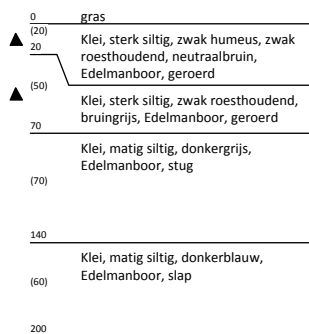 0 gras
(20) Klei, sterk siltig, zwak humeus, zwak
20 roesthoudend, neutraalbruin,
Edelmanboor, geroerd
(50) Klei, sterk siltig, zwak roesthoudend,
bruingrijs, Edelmanboor, geroerd
70
Klei, matig siltig, donkergrijs,
Edelmanboor, stug
(70)
140
Klei, matig siltig, donkerblauw,
Edelmanboor, slap
(60)
200